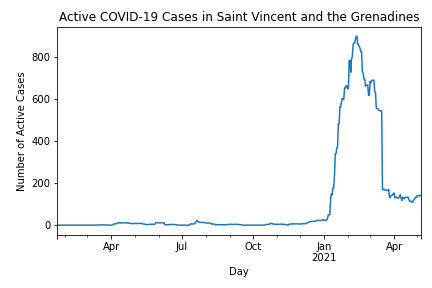 Active COVID-19 Cases in Saint Vincent and the Grenadines
Number of Active Cases
800
600
400
200
0
Apr Jul Oct Jan Apr
2021
Day